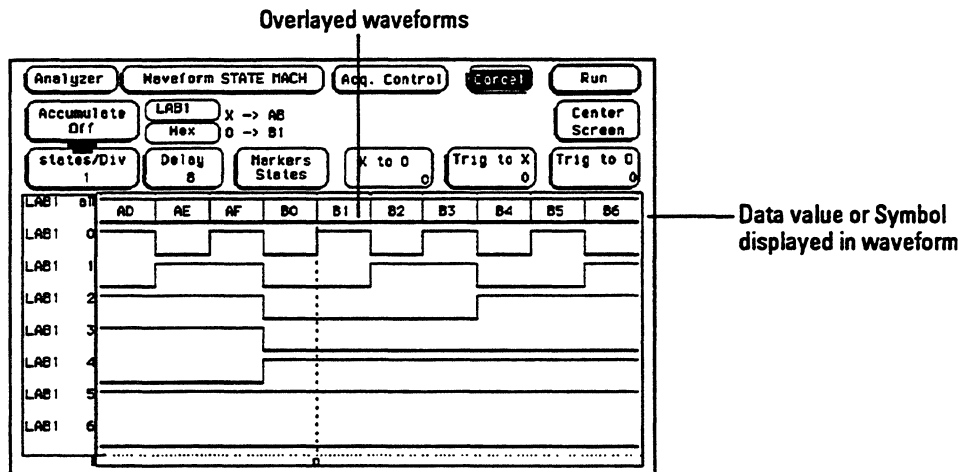 Overlayed waveforms
Analyzer Waveform STATE MACH Acq. Control Cancel Run
Accumulate Off LAB1 Hex X -> AB O -> B1 Center Screen
states/Div 1 Delay 8 Markers States X to O 0 Trig to X 0 Trig to O 0
LAB1 all AD AE AF B0 B1 B2 B3 B4 B5 B6
Data value or Symbol
displayed in waveform
LAB1 0
LAB1 1
LAB1 2
LAB1 3
LAB1 4
LAB1 5
LAB1 6